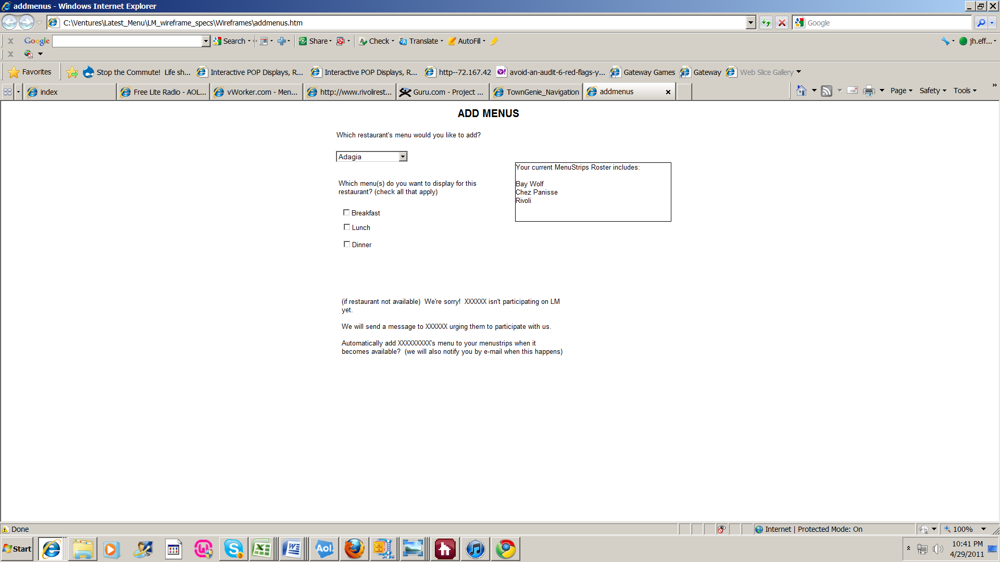 addmenus - Windows Internet Explorer
C:\Ventures\Latest_Menu\LM_wireframe_specs\Wireframes\addmenus.htm
Google
Google Search Share Check Translate AutoFill jh.eff...
Favorites Stop the Commute! Life sh... Interactive POP Displays, R... Interactive POP Displays, R... http--72.167.42 avoid-an-audit-6-red-flags-y... Gateway Games Gateway Web Slice Gallery
index Free Lite Radio - AOL... vWorker.com - Men... http://www.rivolirest... Guru.com - Project ... TownGenie_Navigation addmenus Page Safety Tools
ADD MENUS
Which restaurant's menu would you like to add?
Adagia
Your current MenuStrips Roster includes:
Bay Wolf
Chez Panisse
Rivoli
Which menu(s) do you want to display for this
restaurant? (check all that apply)
Breakfast
Lunch
Dinner
(if restaurant not available) We're sorry! XXXXXX isn't participating on LM
yet.
We will send a message to XXXXXX urging them to participate with us.
Automatically add XXXXXXXXX's menu to your menustrips when it
becomes available? (we will also notify you by e-mail when this happens)
Done Internet | Protected Mode: On 100%
Start Aol. 10:41 PM
4/29/2011